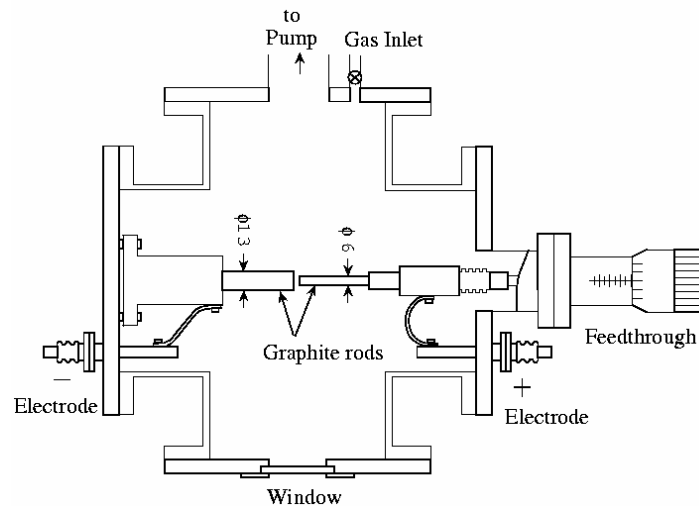 to
Pump
Gas Inlet
ϕ13
ϕ6
Graphite rods
Feedthrough
−
Electrode
+
Electrode
Window